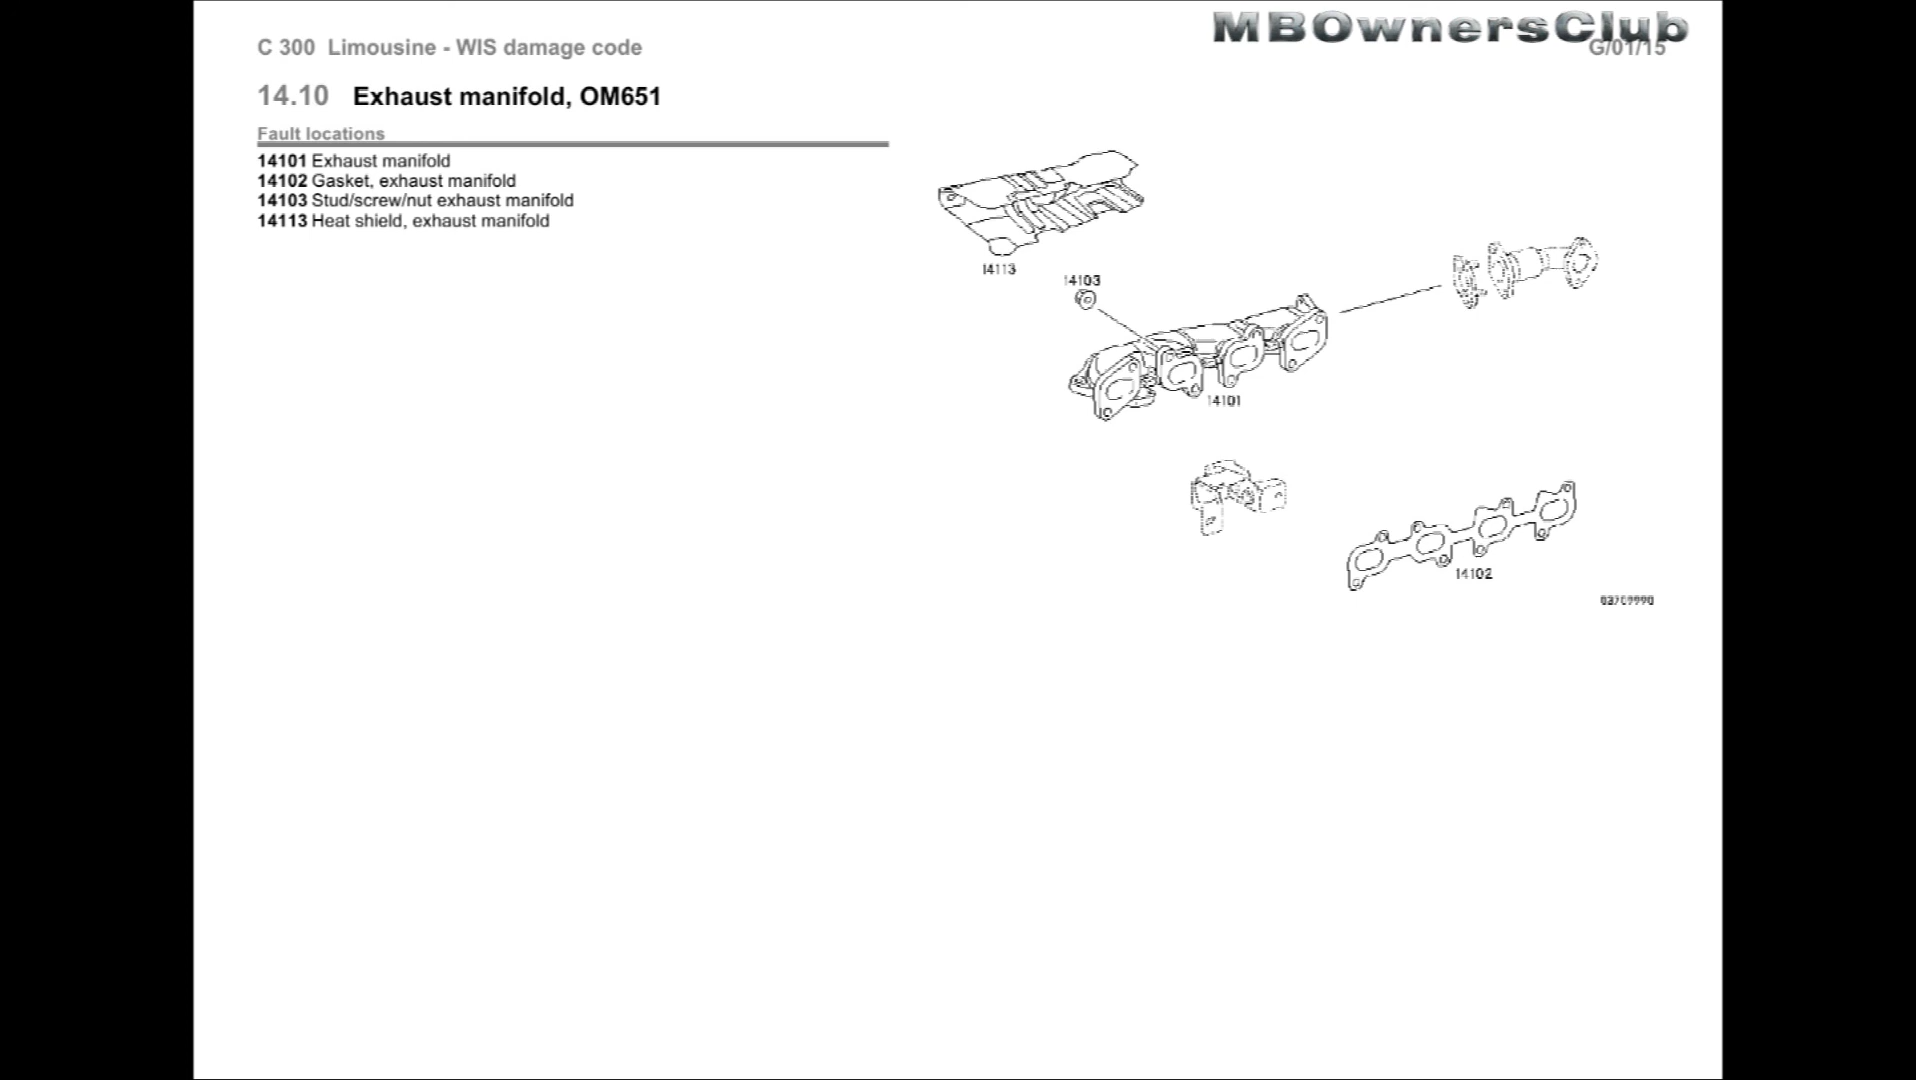 MBOwnersClub
C 300 Limousine - WIS damage code
G/01/15
14.10 Exhaust manifold, OM651
Fault locations
14101 Exhaust manifold
14102 Gasket, exhaust manifold
14103 Stud/screw/nut exhaust manifold
14113 Heat shield, exhaust manifold
14113
14103
14101
14102